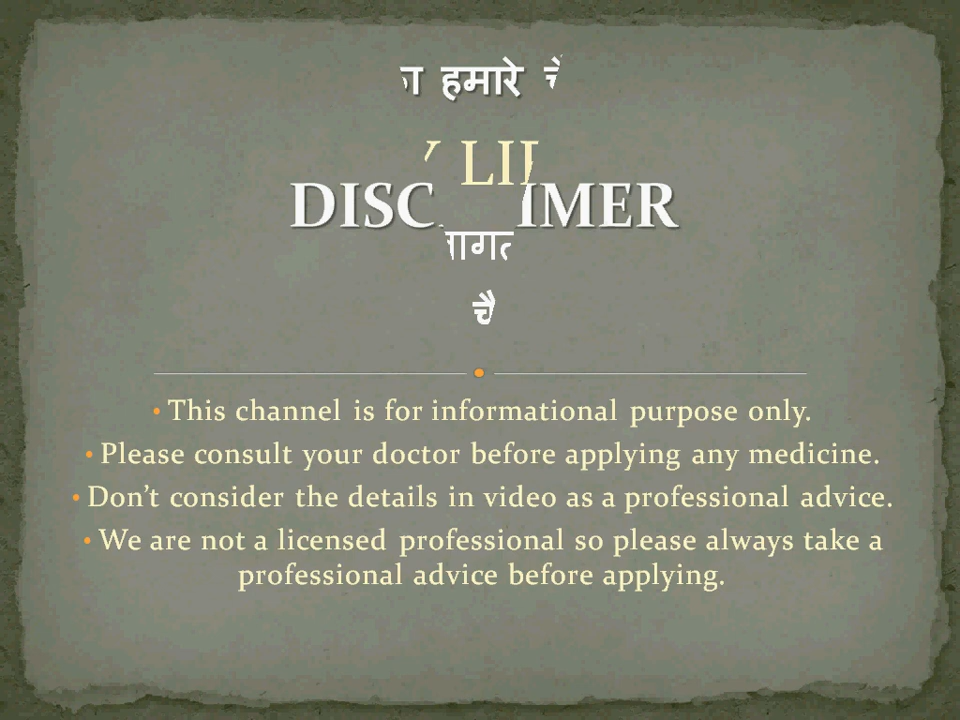 हमारे
DISCLAIMER
• This channel is for informational purpose only.
• Please consult your doctor before applying any medicine.
• Don’t consider the details in video as a professional advice.
• We are not a licensed professional so please always take a
professional advice before applying.